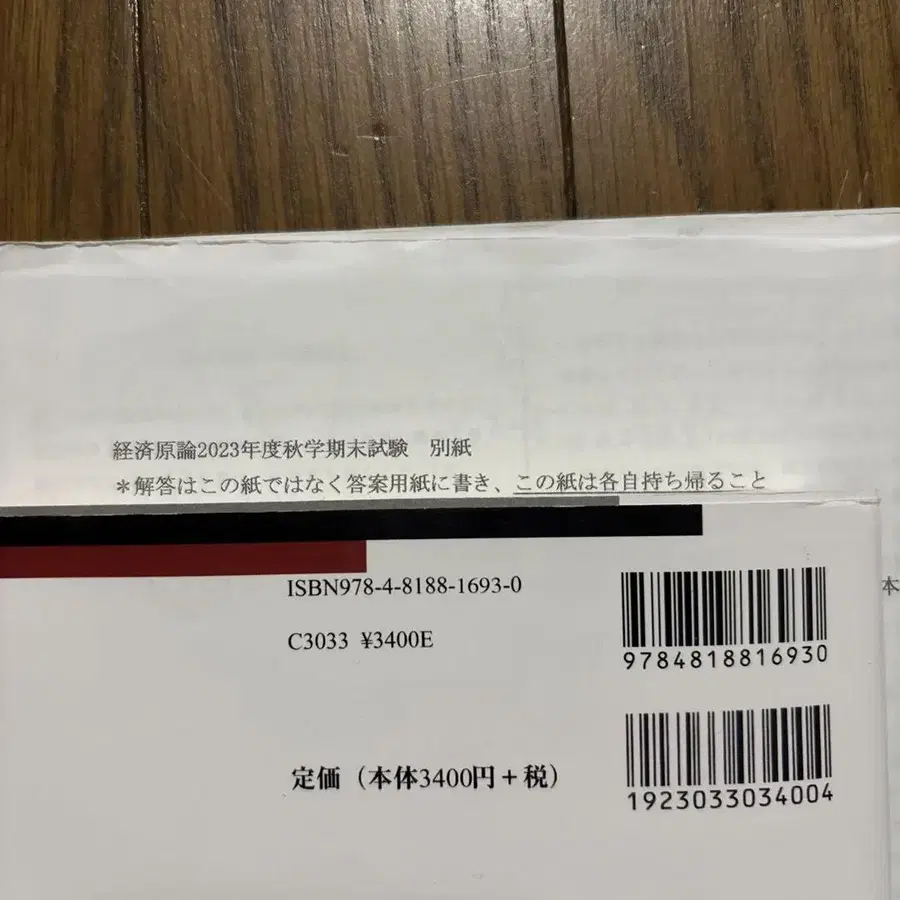 経済原論2023年度秋学期末試験　別紙
＊解答はこの紙ではなく答案用紙に書き、この紙は各自持ち帰ること
本
ISBN978-4-8188-1693-0
C3033 ¥3400E
9784818816930
定価（本体3400円＋税）
1923033034004